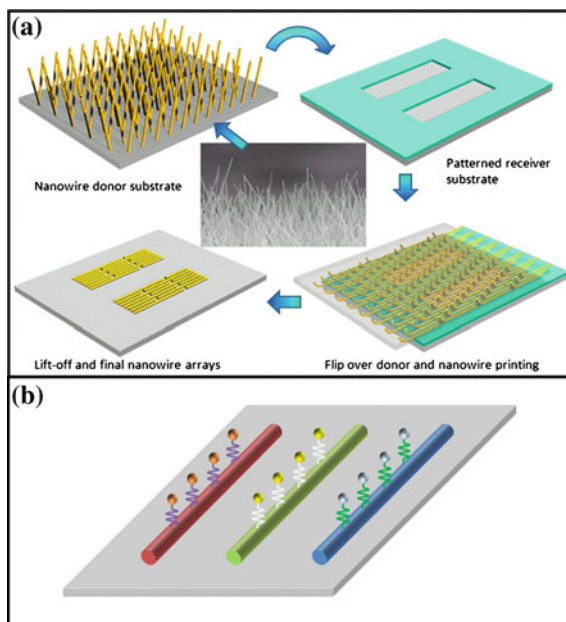 (a)
Nanowire donor substrate
Patterned receiver
substrate
Lift-off and final nanowire arrays
Flip over donor and nanowire printing
(b)